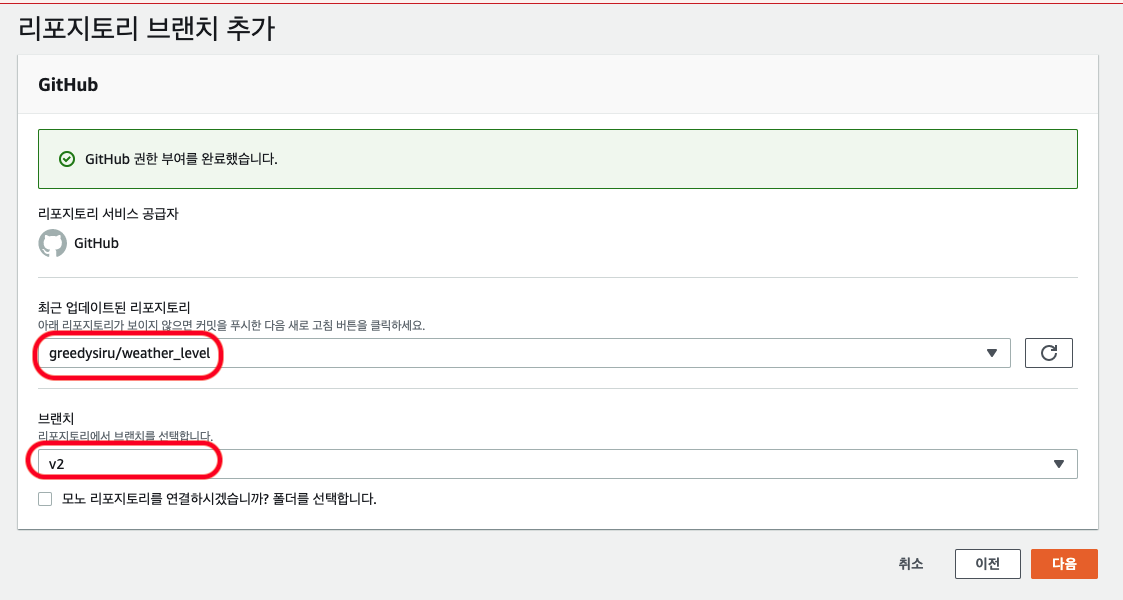 리포지토리 브랜치 추가
GitHub
GitHub 권한 부여를 완료했습니다.
리포지토리 서비스 공급자
GitHub
최근 업데이트된 리포지토리
아래 리포지토리가 보이지 않으면 커밋을 푸시한 다음 새로 고침 버튼을 클릭하세요.
greedysiru/weather_level
브랜치
리포지토리에서 브랜치를 선택합니다.
v2
모노 리포지토리를 연결하시겠습니까? 폴더를 선택합니다.
취소 이전 다음